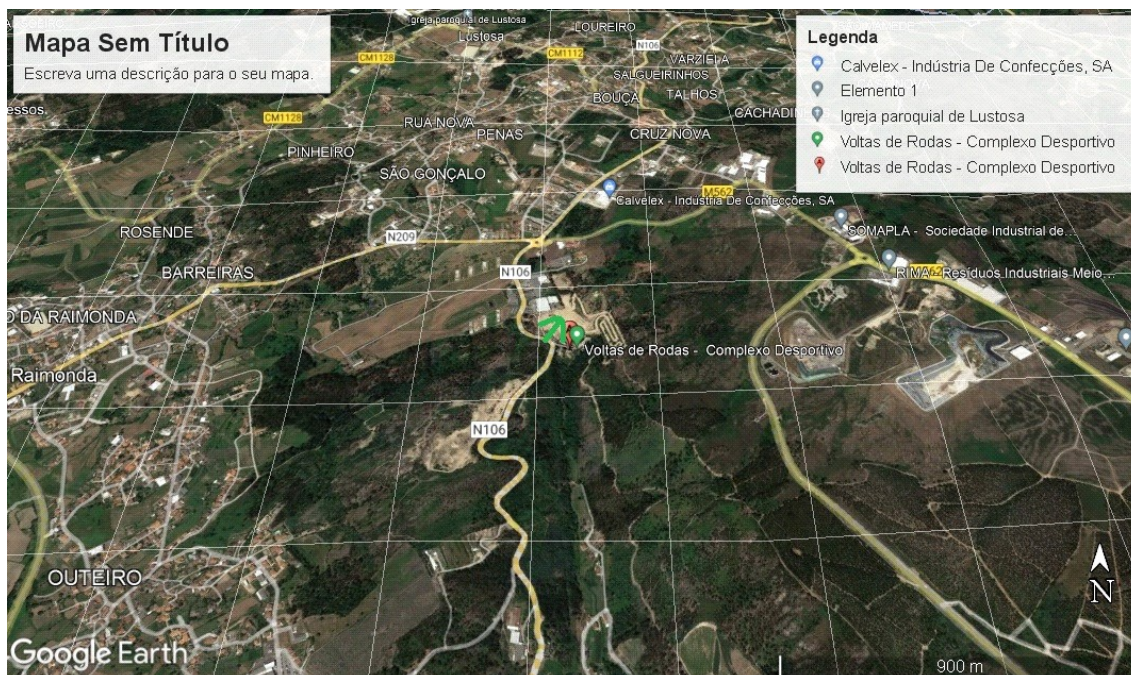 Mapa Sem Título
Escreva uma descrição para o seu mapa.
Legenda
Calvelex - Indústria De Confecções, SA
Elemento 1
Igreja paroquial de Lustosa
Voltas de Rodas - Complexo Desportivo
Voltas de Rodas - Complexo Desportivo
Igreja paroquial de Lustosa
Lustosa
LOUREIRO
N106
CM1128
CM1112
VARZIELA
SALGUEIRINHOS
BOUÇA
TALHOS
CACHADIN
essos.
CM1128
RUA NOVA
PENAS
CRUZ NOVA
PINHEIRO
SÃO GONÇALO
M562
Calvelex - Indústria De Confecções, SA
ROSENDE
N209
SOMAPLA - Sociedade Industrial de...
BARREIRAS
N106
RIMA - Resíduos Industriais Meio...
O DA RAIMONDA
Voltas de Rodas - Complexo Desportivo
Raimonda
N106
OUTEIRO
N
Google Earth
900 m